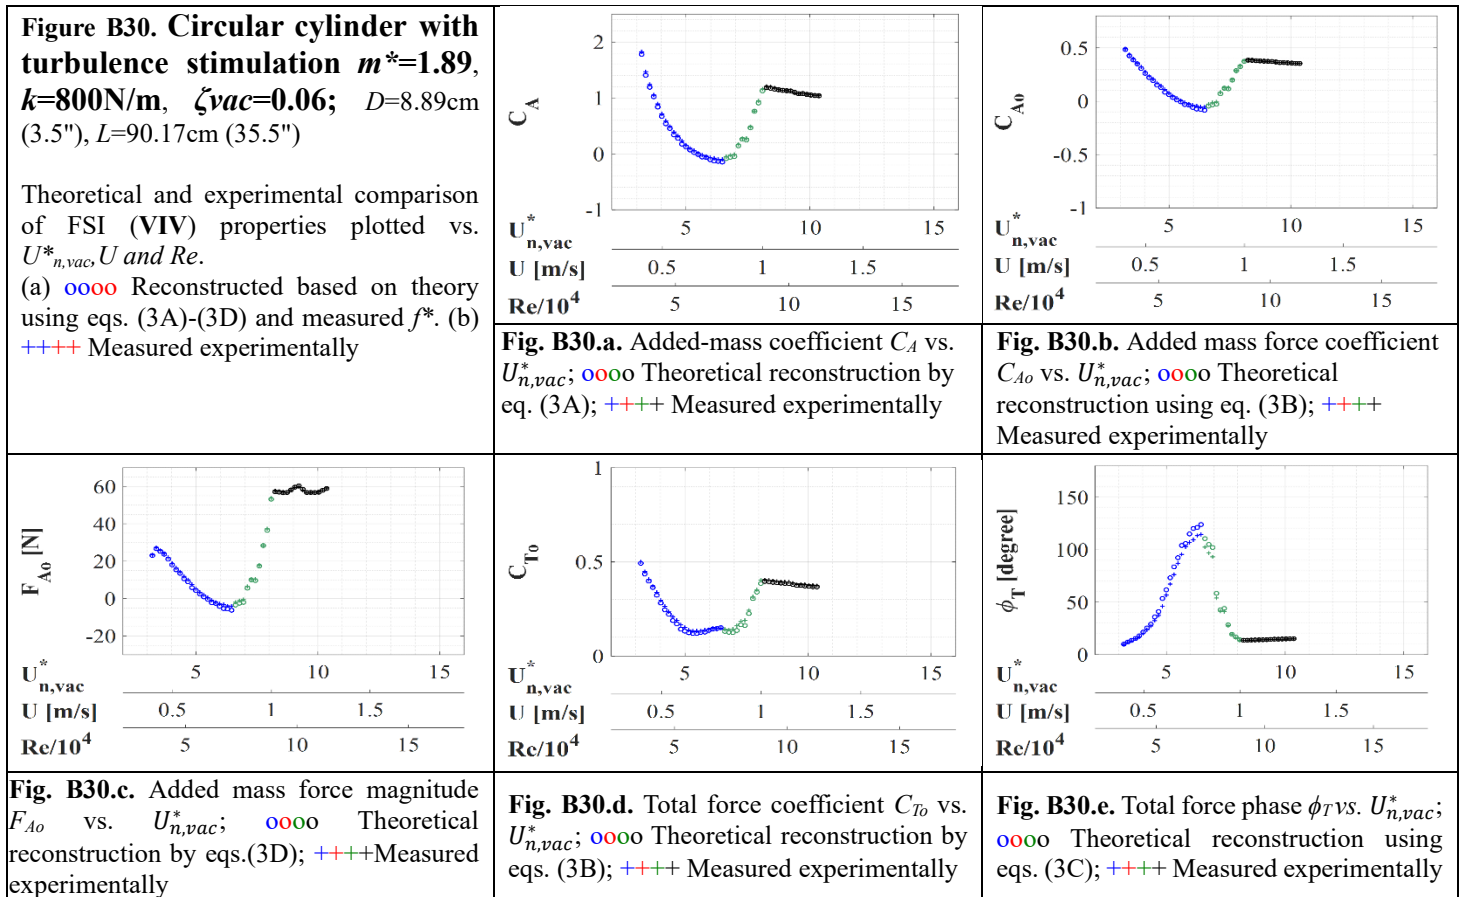 Figure B30. Circular cylinder with
turbulence stimulation m*=1.89,
k=800N/m, ζvac=0.06; D=8.89cm
(3.5"), L=90.17cm (35.5")
Theoretical and experimental comparison
of FSI (VIV) properties plotted vs.
U*n,vac,U and Re.
(a) oooo Reconstructed based on theory
using eqs. (3A)-(3D) and measured f*. (b)
++++ Measured experimentally
2
1
0
-1
C_A
5 10 15
U*n,vac
0.5 1 1.5
U [m/s]
5 10 15
Re/10^4
Fig. B30.a. Added-mass coefficient C_A vs.
U*n,vac; oooo Theoretical reconstruction by
eq. (3A); ++++ Measured experimentally
0.5
0
-0.5
-1
C_Ao
5 10 15
U*n,vac
0.5 1 1.5
U [m/s]
5 10 15
Re/10^4
Fig. B30.b. Added mass force coefficient
C_Ao vs. U*n,vac; oooo Theoretical
reconstruction using eq. (3B); ++++
Measured experimentally
60
40
20
0
-20
F_Ao [N]
5 10 15
U*n,vac
0.5 1 1.5
U [m/s]
5 10 15
Re/10^4
Fig. B30.c. Added mass force magnitude
F_Ao vs. U*n,vac; oooo Theoretical
reconstruction by eqs.(3D); ++++Measured
experimentally
1
0.5
0
C_To
5 10 15
U*n,vac
0.5 1 1.5
U [m/s]
5 10 15
Re/10^4
Fig. B30.d. Total force coefficient C_To vs.
U*n,vac; oooo Theoretical reconstruction by
eqs. (3B); ++++ Measured experimentally
150
100
50
0
ϕ_T [degree]
5 10 15
U*n,vac
0.5 1 1.5
U [m/s]
5 10 15
Re/10^4
Fig. B30.e. Total force phase ϕ_T vs. U*n,vac;
oooo Theoretical reconstruction using
eqs. (3C); ++++ Measured experimentally